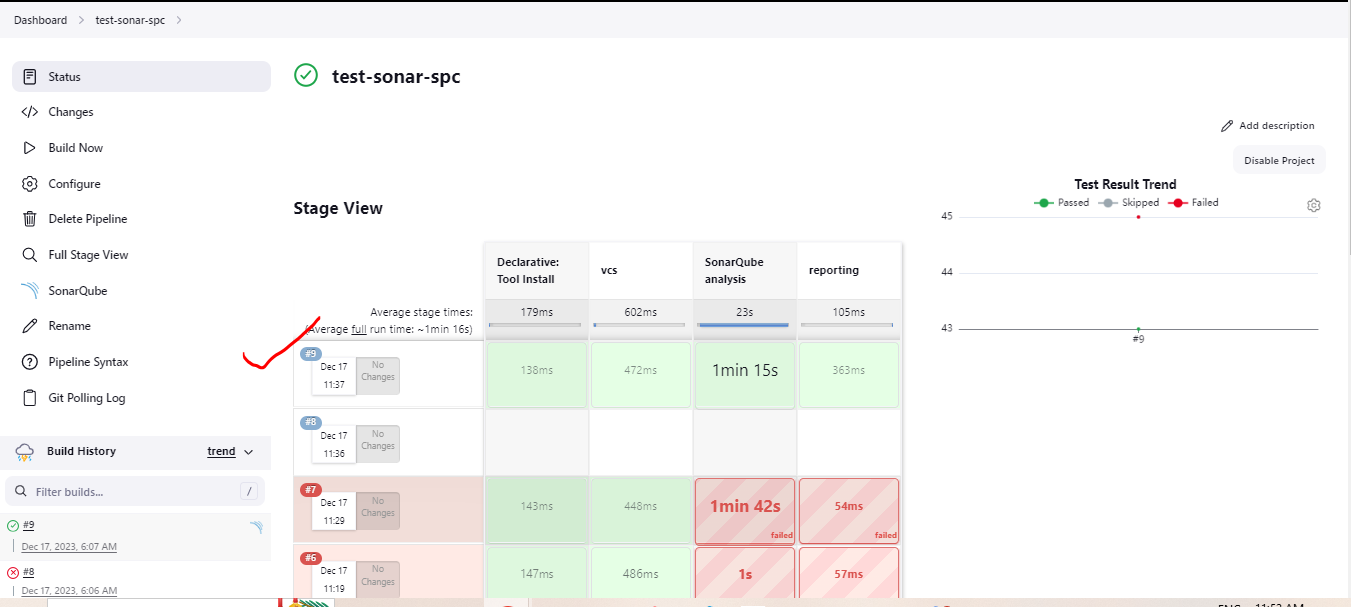 Dashboard > test-sonar-spc >
Status
Changes
Build Now
Configure
Delete Pipeline
Full Stage View
SonarQube
Rename
Pipeline Syntax
Git Polling Log
Build History trend
Filter builds... /
#9
Dec 17, 2023, 6:07 AM
#8
Dec 17, 2023, 6:06 AM
test-sonar-spc
Add description
Disable Project
Stage View
Declarative:
Tool Install
vcs
SonarQube
analysis
reporting
Average stage times:
(Average full run time: ~1min 16s)
179ms 602ms 23s 105ms
#9
Dec 17
11:37
No
Changes
138ms 472ms 1min 15s 363ms
#8
Dec 17
11:36
No
Changes
#7
Dec 17
11:29
No
Changes
143ms 448ms 1min 42s 54ms
failed failed
#6
Dec 17
11:19
No
Changes
147ms 486ms 1s 57ms
Test Result Trend
Passed Skipped Failed
45
44
43
#9